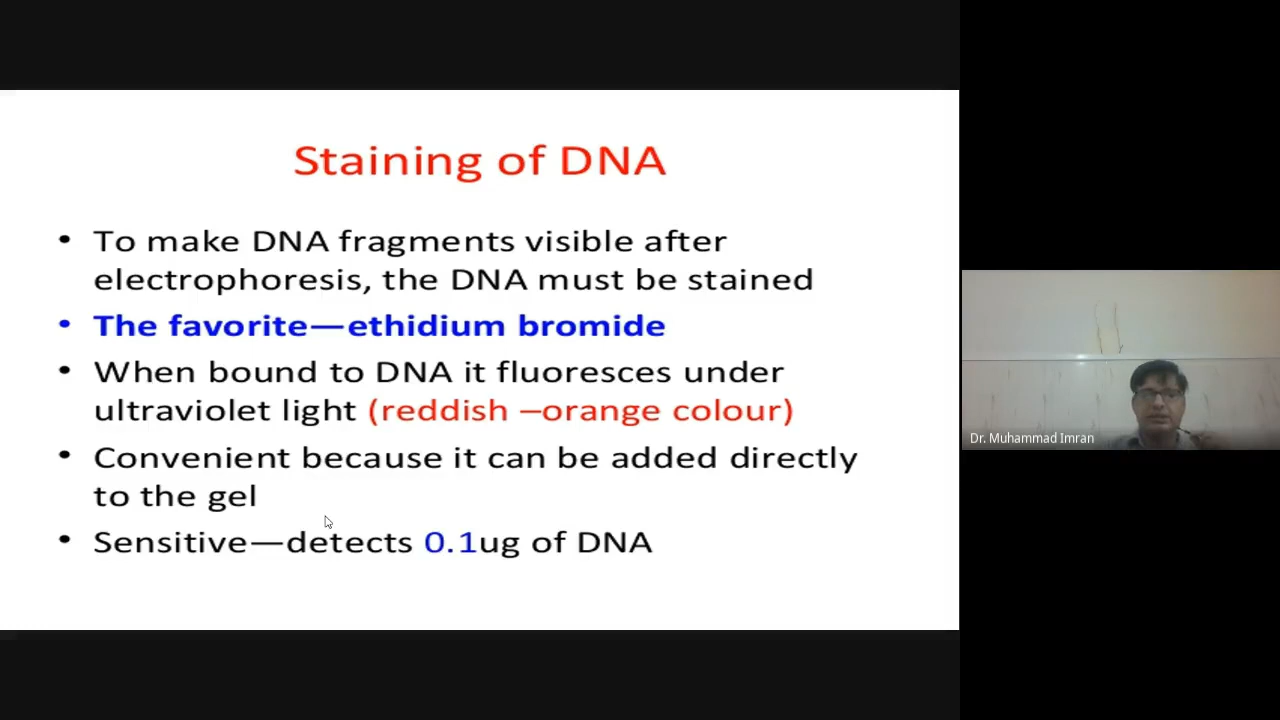 Staining of DNA
• To make DNA fragments visible after
electrophoresis, the DNA must be stained
• The favorite—ethidium bromide
• When bound to DNA it fluoresces under
ultraviolet light (reddish –orange colour)
• Convenient because it can be added directly
to the gel
• Sensitive—detects 0.1ug of DNA
Dr. Muhammad Imran